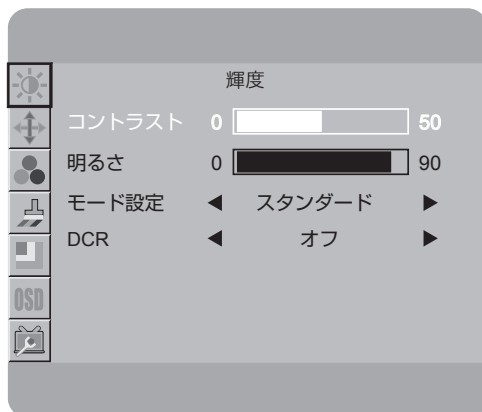 輝度
コントラスト 0 50
明るさ 0 90
モード設定 ◀ スタンダード ▶
DCR ◀ オフ ▶
OSD